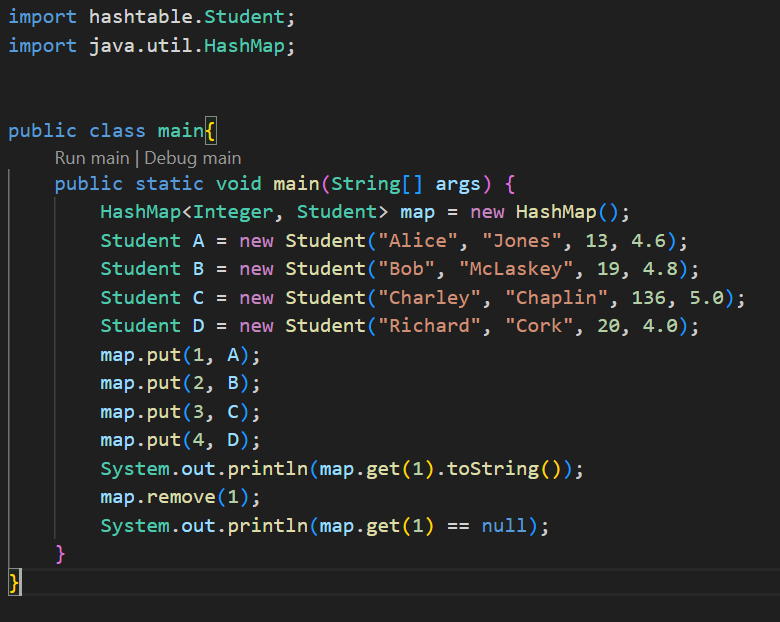 import hashtable.Student;
import java.util.HashMap;
public class main{
Run main | Debug main
public static void main(String[] args) {
HashMap<Integer, Student> map = new HashMap();
Student A = new Student("Alice", "Jones", 13, 4.6);
Student B = new Student("Bob", "McLaskey", 19, 4.8);
Student C = new Student("Charley", "Chaplin", 136, 5.0);
Student D = new Student("Richard", "Cork", 20, 4.0);
map.put(1, A);
map.put(2, B);
map.put(3, C);
map.put(4, D);
System.out.println(map.get(1).toString());
map.remove(1);
System.out.println(map.get(1) == null);
}
}